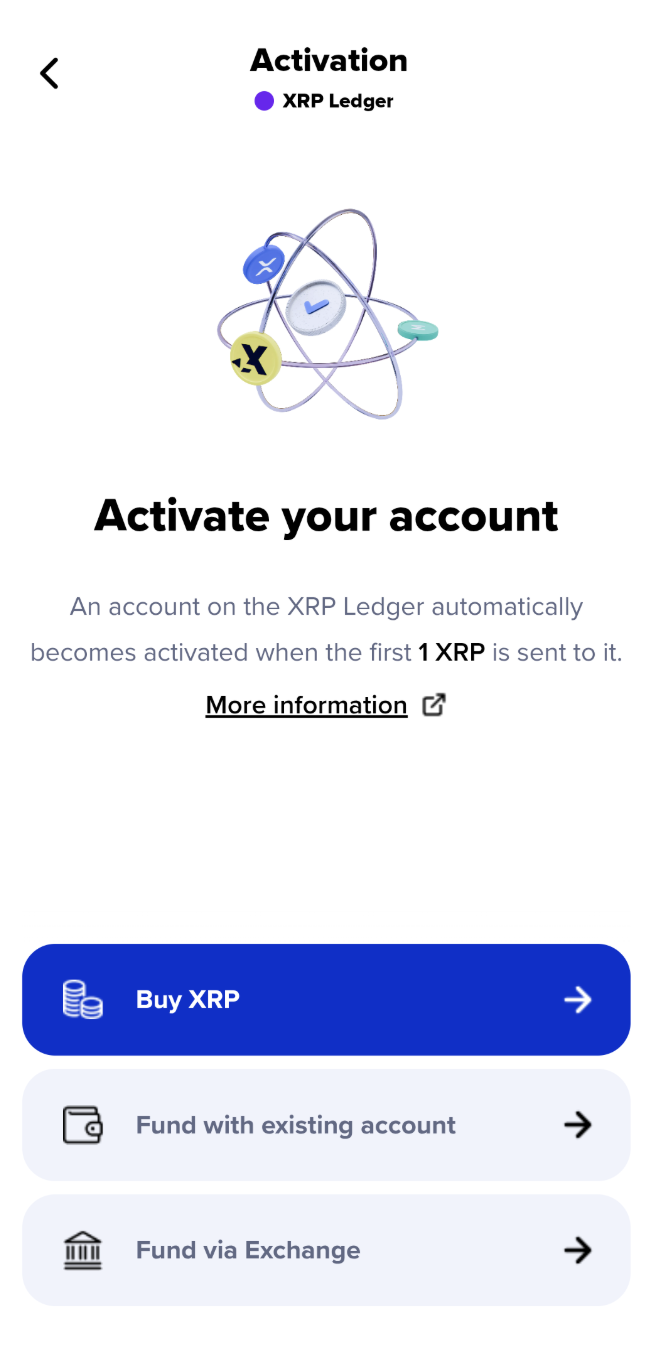 Activation
XRP Ledger
Activate your account
An account on the XRP Ledger automatically
becomes activated when the first 1 XRP is sent to it.
More information
Buy XRP
Fund with existing account
Fund via Exchange